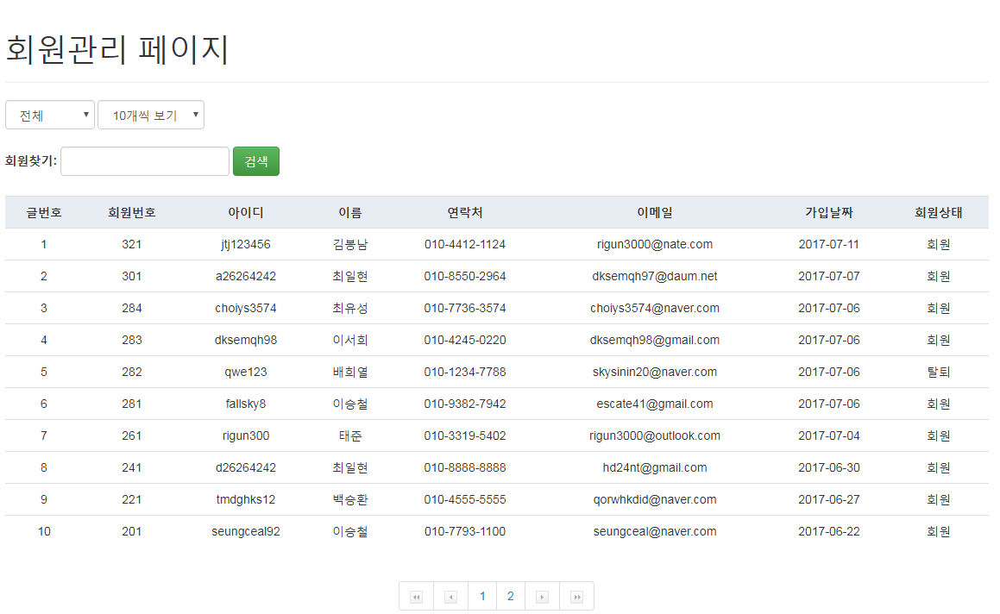 회원관리 페이지
전체 10개씩 보기
회원찾기: 검색
글번호 회원번호 아이디 이름 연락처 이메일 가입날짜 회원상태
1 321 jtj123456 김봉남 010-4412-1124 rigun3000@nate.com 2017-07-11 회원
2 301 a26264242 최일현 010-8550-2964 dksemqh97@daum.net 2017-07-07 회원
3 284 choiys3574 최유성 010-7736-3574 choiys3574@naver.com 2017-07-06 회원
4 283 dksemqh98 이서희 010-4245-0220 dksemqh98@gmail.com 2017-07-06 회원
5 282 qwe123 배희열 010-1234-7788 skysinin20@naver.com 2017-07-06 탈퇴
6 281 fallsky8 이승철 010-9382-7942 escate41@gmail.com 2017-07-06 회원
7 261 rigun300 태준 010-3319-5402 rigun3000@outlook.com 2017-07-04 회원
8 241 d26264242 최일현 010-8888-8888 hd24nt@gmail.com 2017-06-30 회원
9 221 tmdghks12 백승환 010-4555-5555 qorwhkdid@naver.com 2017-06-27 회원
10 201 seungceal92 이승철 010-7793-1100 seungceal@naver.com 2017-06-22 회원
1 2